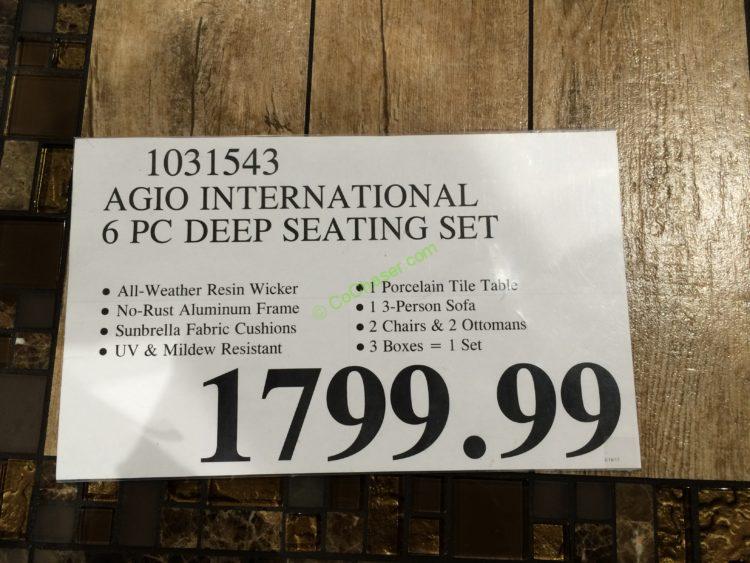 1031543
AGIO INTERNATIONAL
6 PC DEEP SEATING SET
• All-Weather Resin Wicker
• No-Rust Aluminum Frame
• Sunbrella Fabric Cushions
• UV & Mildew Resistant
• 1 Porcelain Tile Table
• 1 3-Person Sofa
• 2 Chairs & 2 Ottomans
• 3 Boxes = 1 Set
1799.99
© CoChaser.com